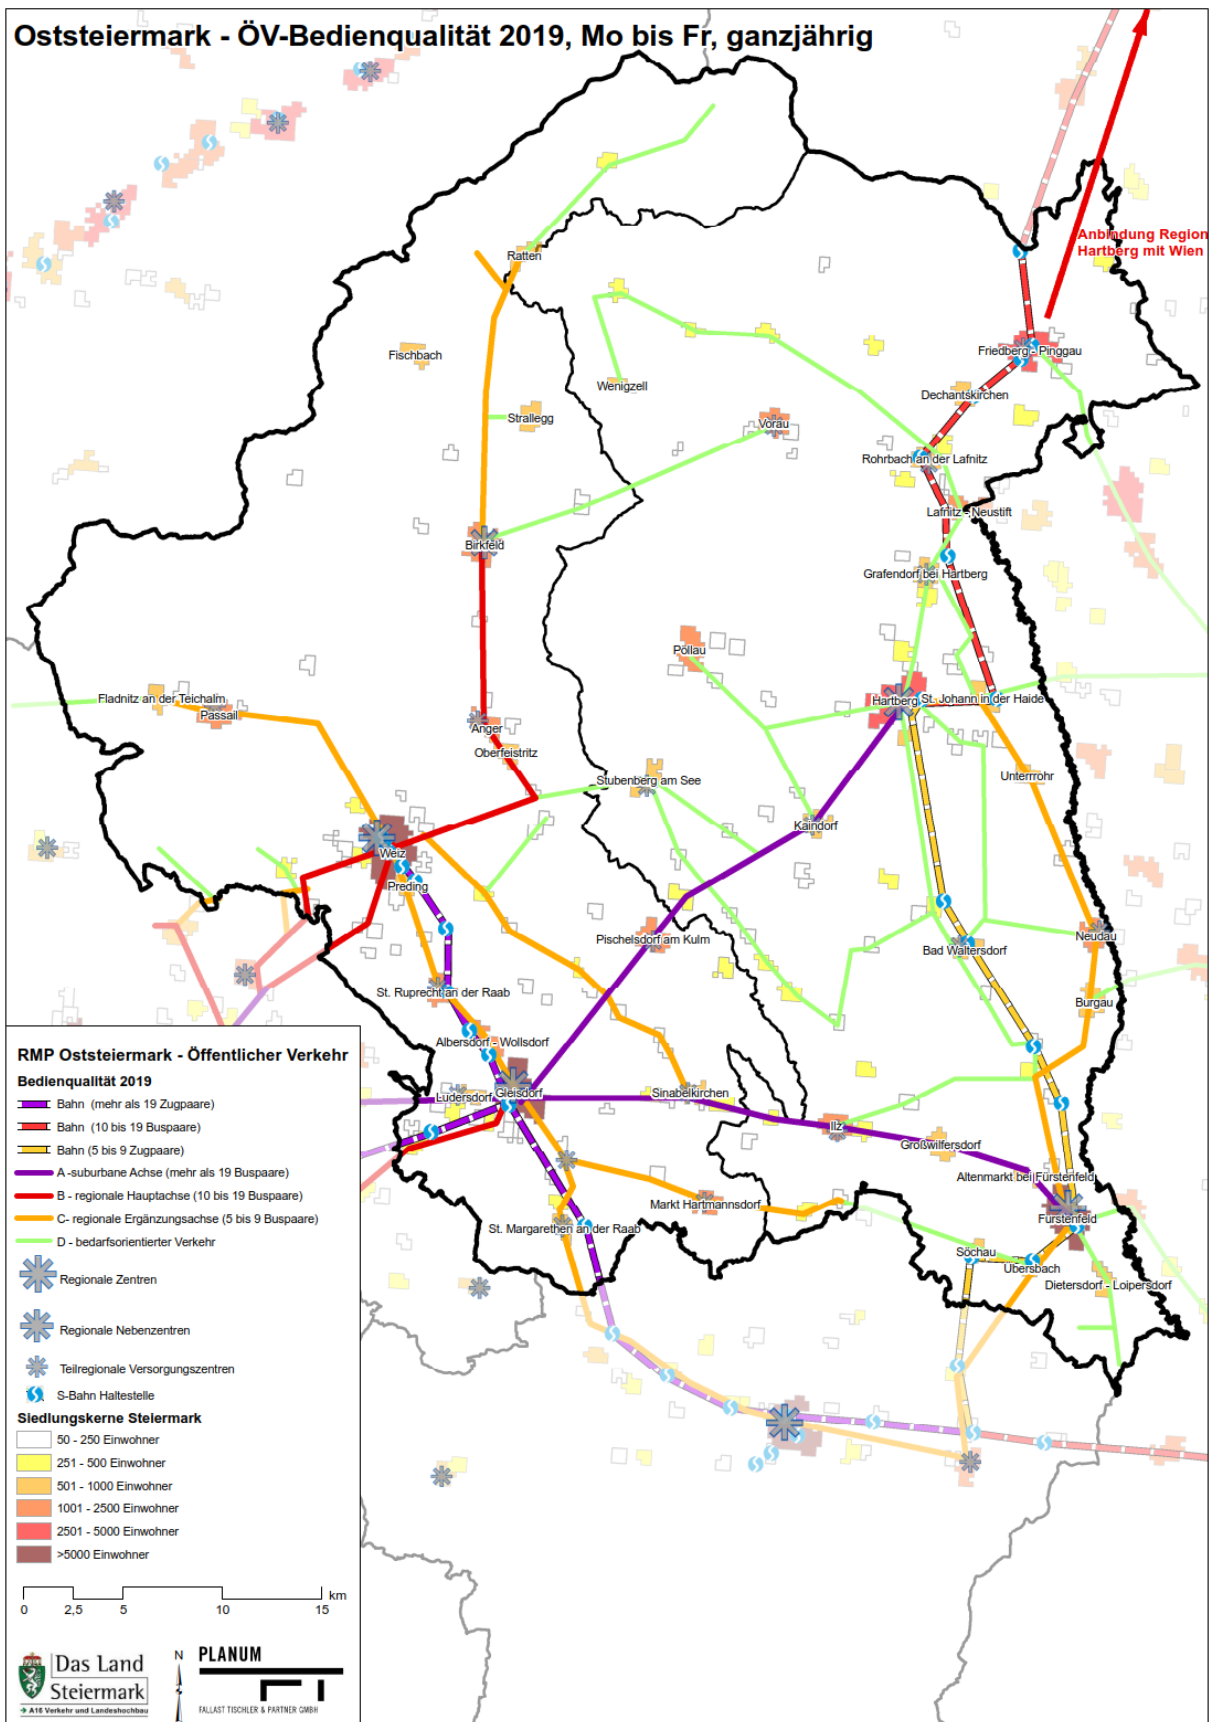 Oststeiermark - ÖV-Bedienqualität 2019, Mo bis Fr, ganzjährig
Anbindung Region
Hartberg mit Wien
Ratten
Fischbach
Strallegg
Wenigzell
Vorau
Friedberg - Pinggau
Dechantskirchen
Rohrbach an der Lafnitz
Lafnitz - Neustift
Grafendorf bei Hartberg
Birkfeld
Pöllau
Hartberg
St. Johann in der Haide
Fladnitz an der Teichalm
Passail
Anger
Oberfeistritz
Stubenberg am See
Unterrrohr
Kaindorf
Weiz
Preding
Pischelsdorf am Kulm
Bad Waltersdorf
Neudau
Burgau
St. Ruprecht an der Raab
Albersdorf - Wollsdorf
Ludersdorf
Gleisdorf
Sinabelkirchen
Ilz
Großwilfersdorf
Altenmarkt bei Fürstenfeld
Fürstenfeld
Markt Hartmannsdorf
St. Margarethen an der Raab
Söchau
Übersbach
Dietersdorf - Loipersdorf
RMP Oststeiermark - Öffentlicher Verkehr
Bedienqualität 2019
Bahn (mehr als 19 Zugpaare)
Bahn (10 bis 19 Buspaare)
Bahn (5 bis 9 Zugpaare)
A -suburbane Achse (mehr als 19 Buspaare)
B - regionale Hauptachse (10 bis 19 Buspaare)
C- regionale Ergänzungsachse (5 bis 9 Buspaare)
D - bedarfsorientierter Verkehr
Regionale Zentren
Regionale Nebenzentren
Teilregionale Versorgungszentren
S-Bahn Haltestelle
Siedlungskerne Steiermark
50 - 250 Einwohner
251 - 500 Einwohner
501 - 1000 Einwohner
1001 - 2500 Einwohner
2501 - 5000 Einwohner
>5000 Einwohner
km
0 2,5 5 10 15
Das Land
Steiermark
→ A16 Verkehr und Landeshochbau
N
PLANUM
FALLAST TISCHLER & PARTNER GMBH